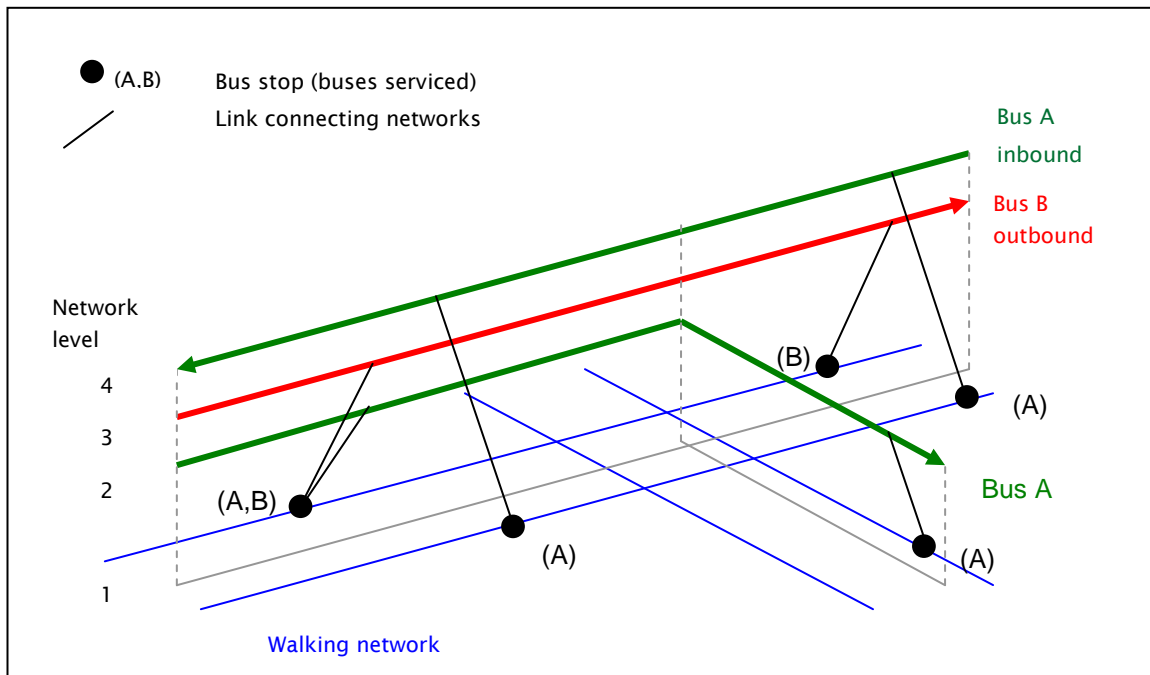 (A.B) Bus stop (buses serviced)
Link connecting networks
Bus A
inbound
Bus B
outbound
Network
level
4
3
2
1
(B)
(A)
(A,B)
(A)
Bus A
(A)
Walking network